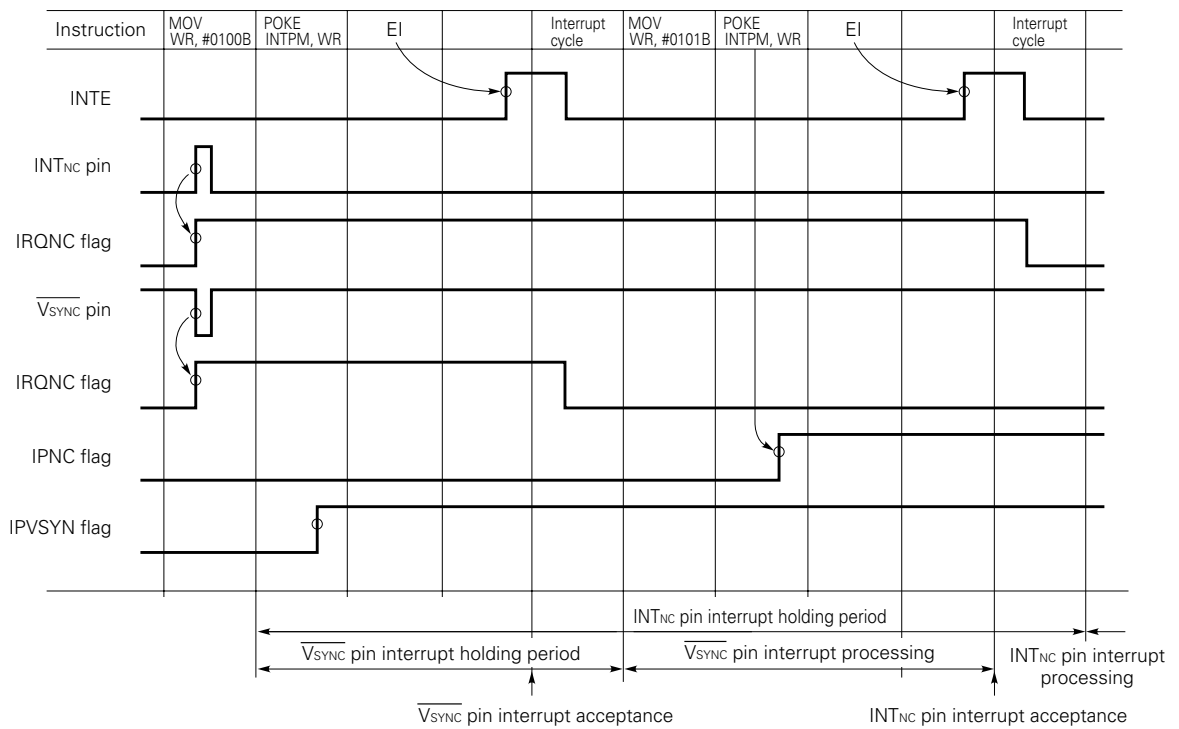 Instruction
MOV
WR, #0100B
POKE
INTPM, WR
EI
Interrupt
cycle
MOV
WR, #0101B
POKE
INTPM, WR
EI
Interrupt
cycle
INTE
INTNC pin
IRQNC flag
VSYNC pin
IRQNC flag
IPNC flag
IPVSYN flag
INTNC pin interrupt holding period
VSYNC pin interrupt holding period
VSYNC pin interrupt processing
INTNC pin interrupt
processing
VSYNC pin interrupt acceptance
INTNC pin interrupt acceptance